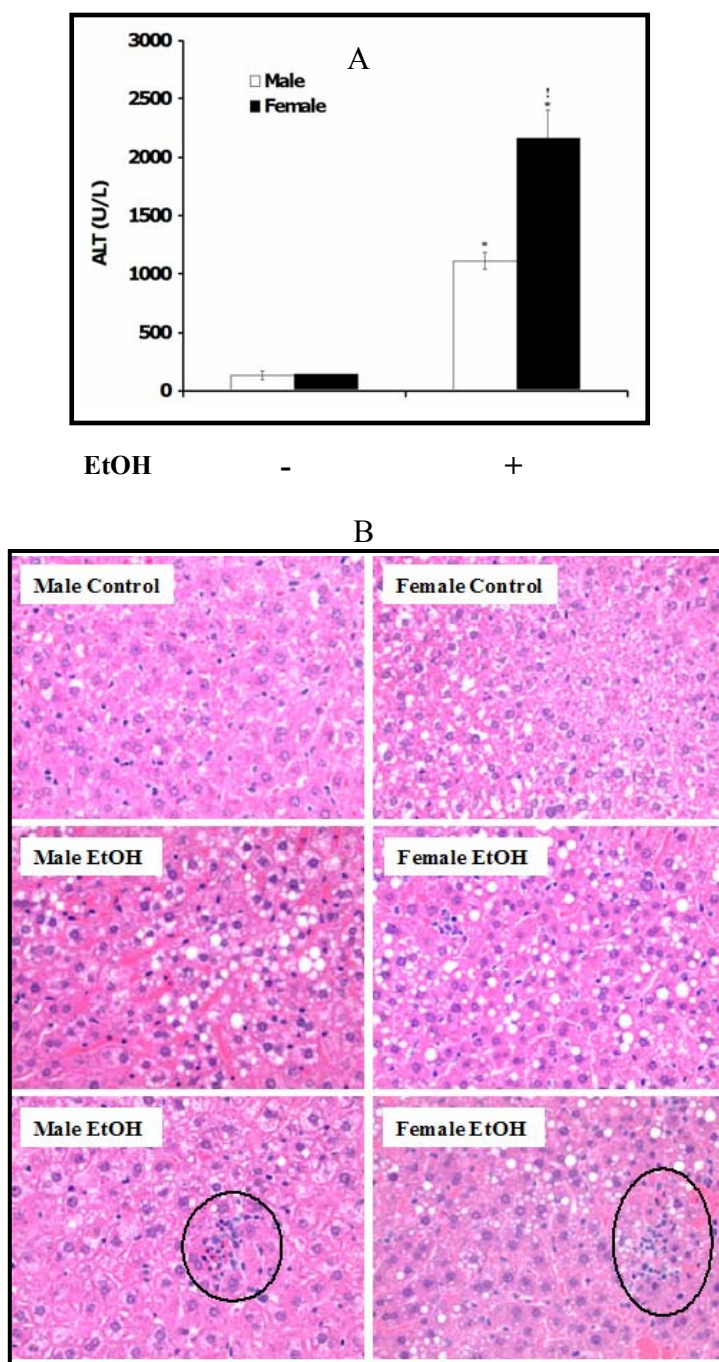 A
3000
2500
2000
1500
1000
500
0
ALT (U/L)
Male
Female
*
!
*
EtOH - +
B
Male Control Female Control
Male EtOH Female EtOH
Male EtOH Female EtOH